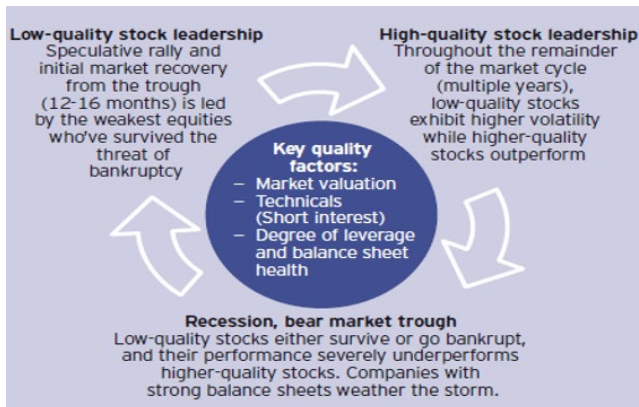 Low-quality stock leadership
Speculative rally and
initial market recovery
from the trough
(12-16 months) is led
by the weakest equities
who've survived the
threat of
bankruptcy
High-quality stock leadership
Throughout the remainder
of the market cycle
(multiple years),
low-quality stocks
exhibit higher volatility
while higher-quality
stocks outperform
Key quality
factors:
– Market valuation
– Technicals
(Short interest)
– Degree of leverage
and balance sheet
health
Recession, bear market trough
Low-quality stocks either survive or go bankrupt,
and their performance severely underperforms
higher-quality stocks. Companies with
strong balance sheets weather the storm.